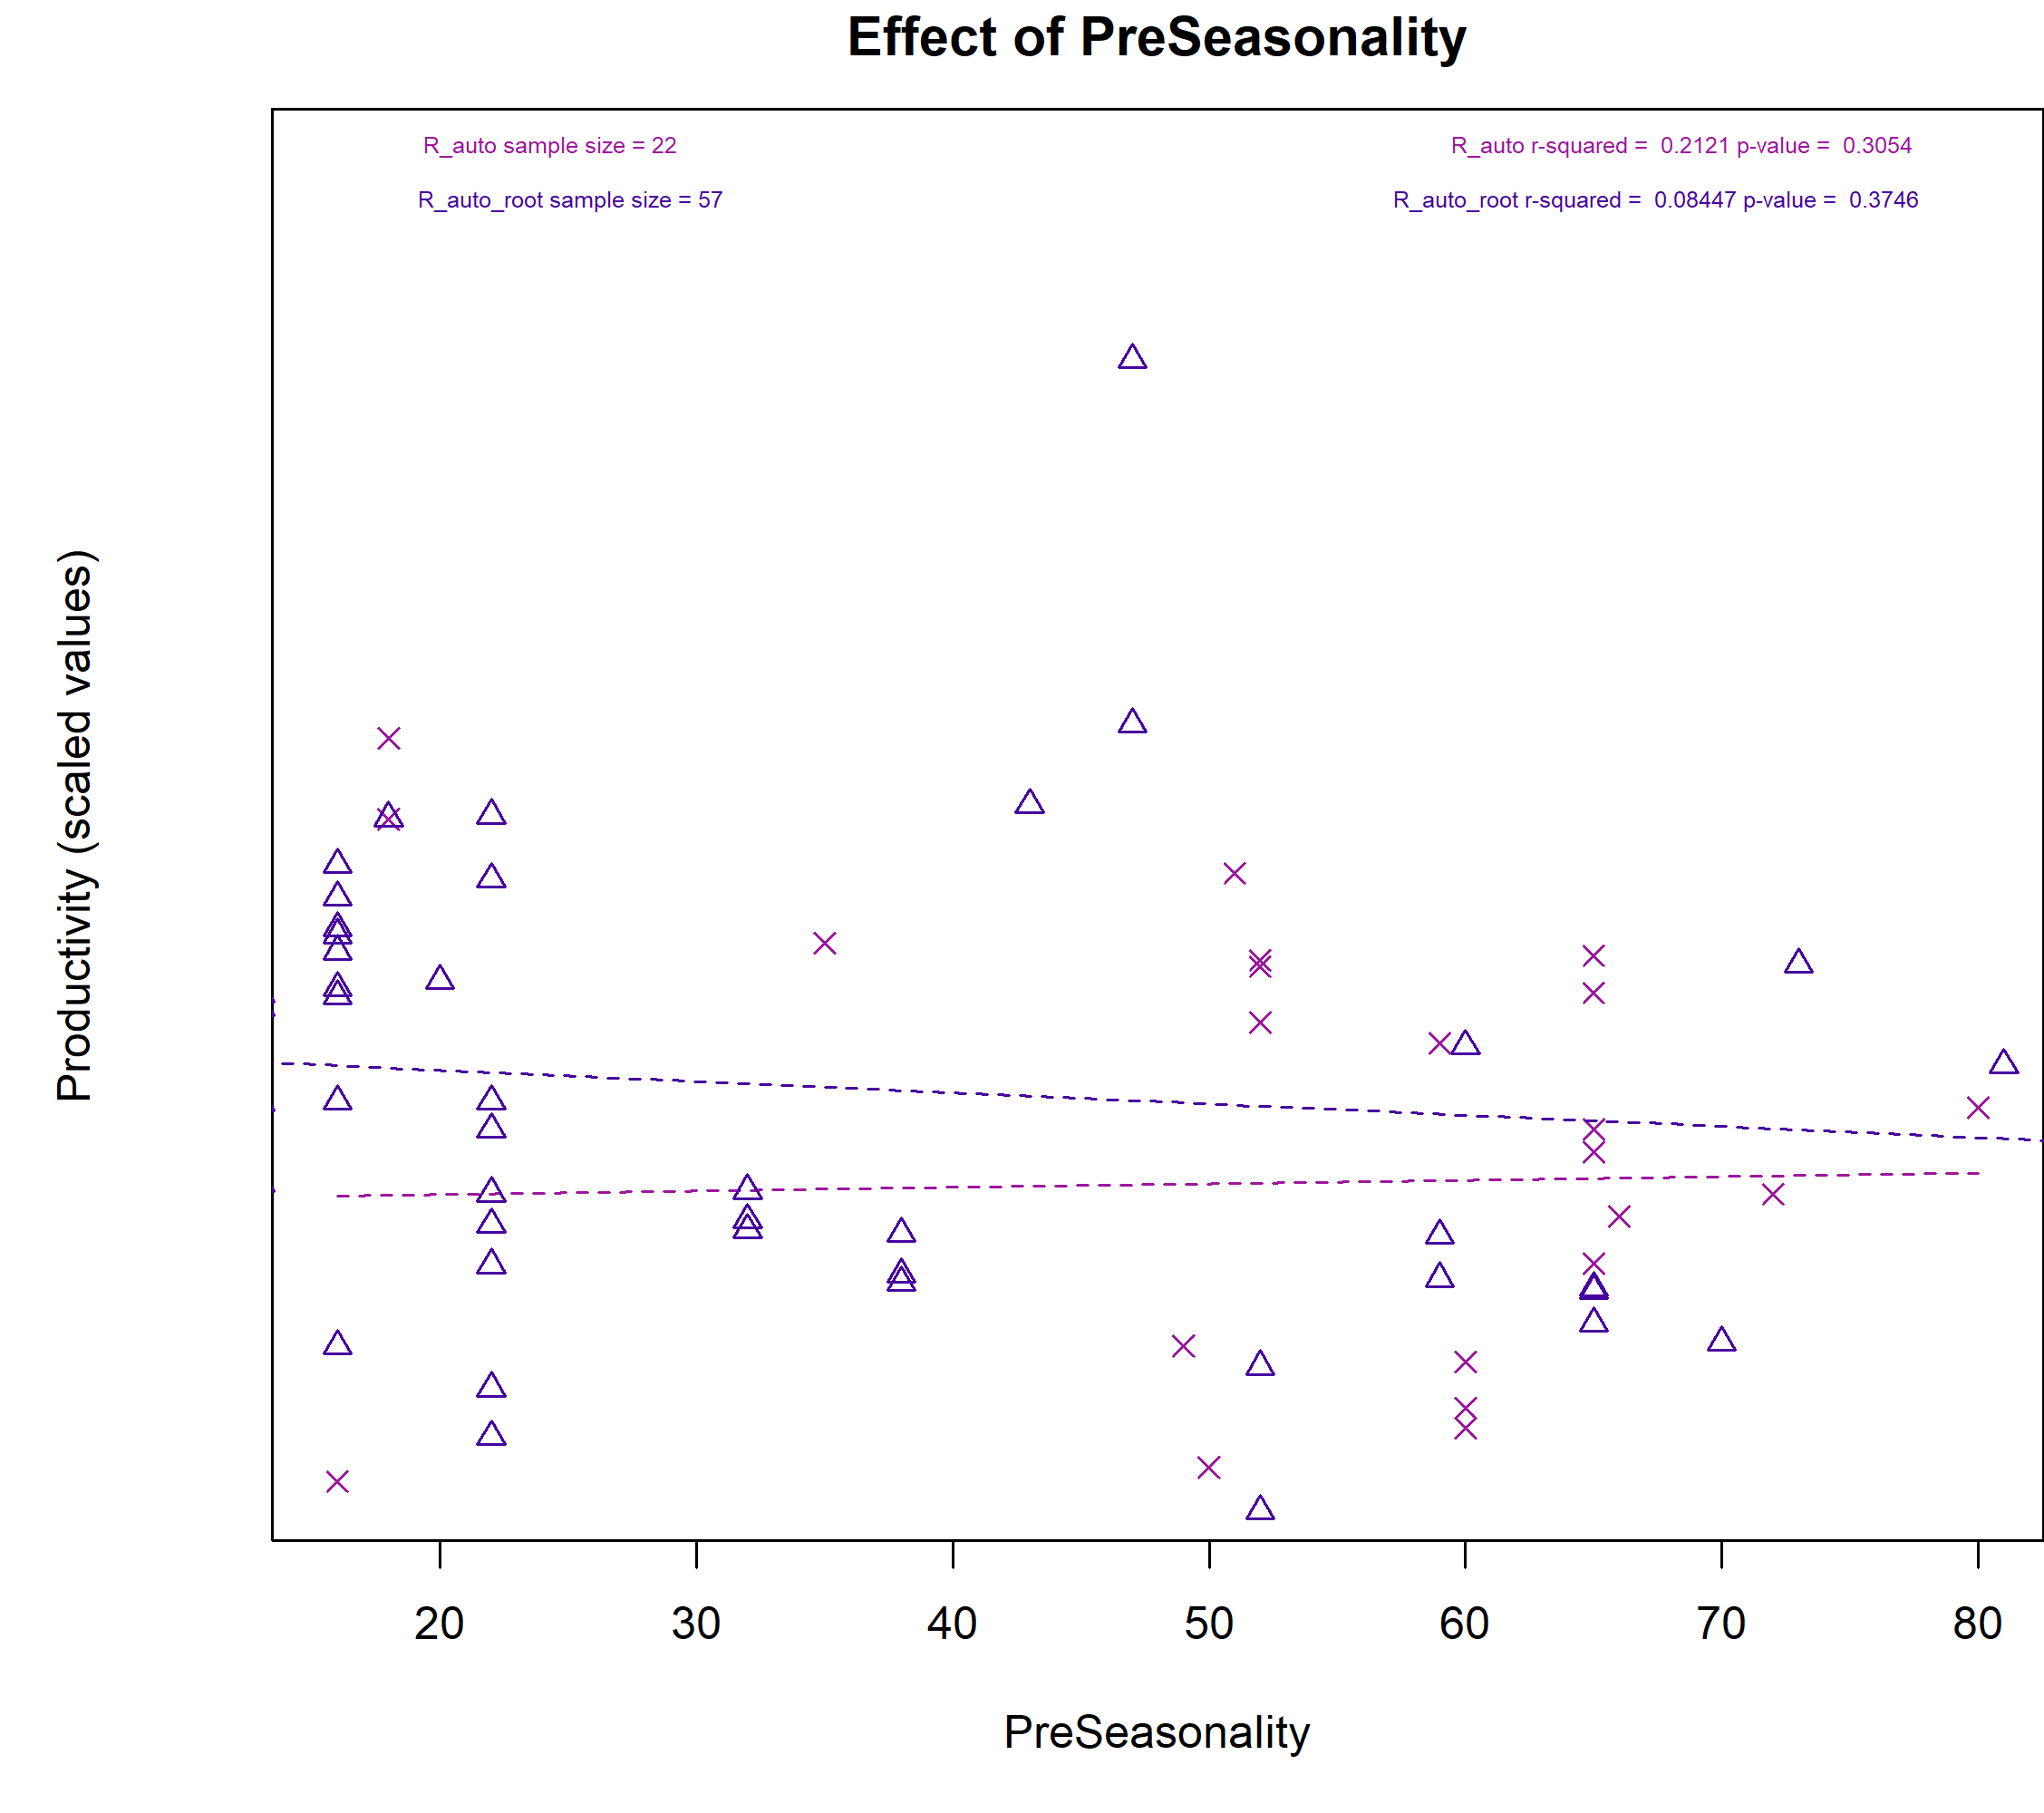 Effect of PreSeasonality
R_auto sample size = 22
R_auto r-squared =  0.2121 p-value =  0.3054
R_auto_root sample size = 57
R_auto_root r-squared =  0.08447 p-value =  0.3746
Productivity (scaled values)
20 30 40 50 60 70 80
PreSeasonality